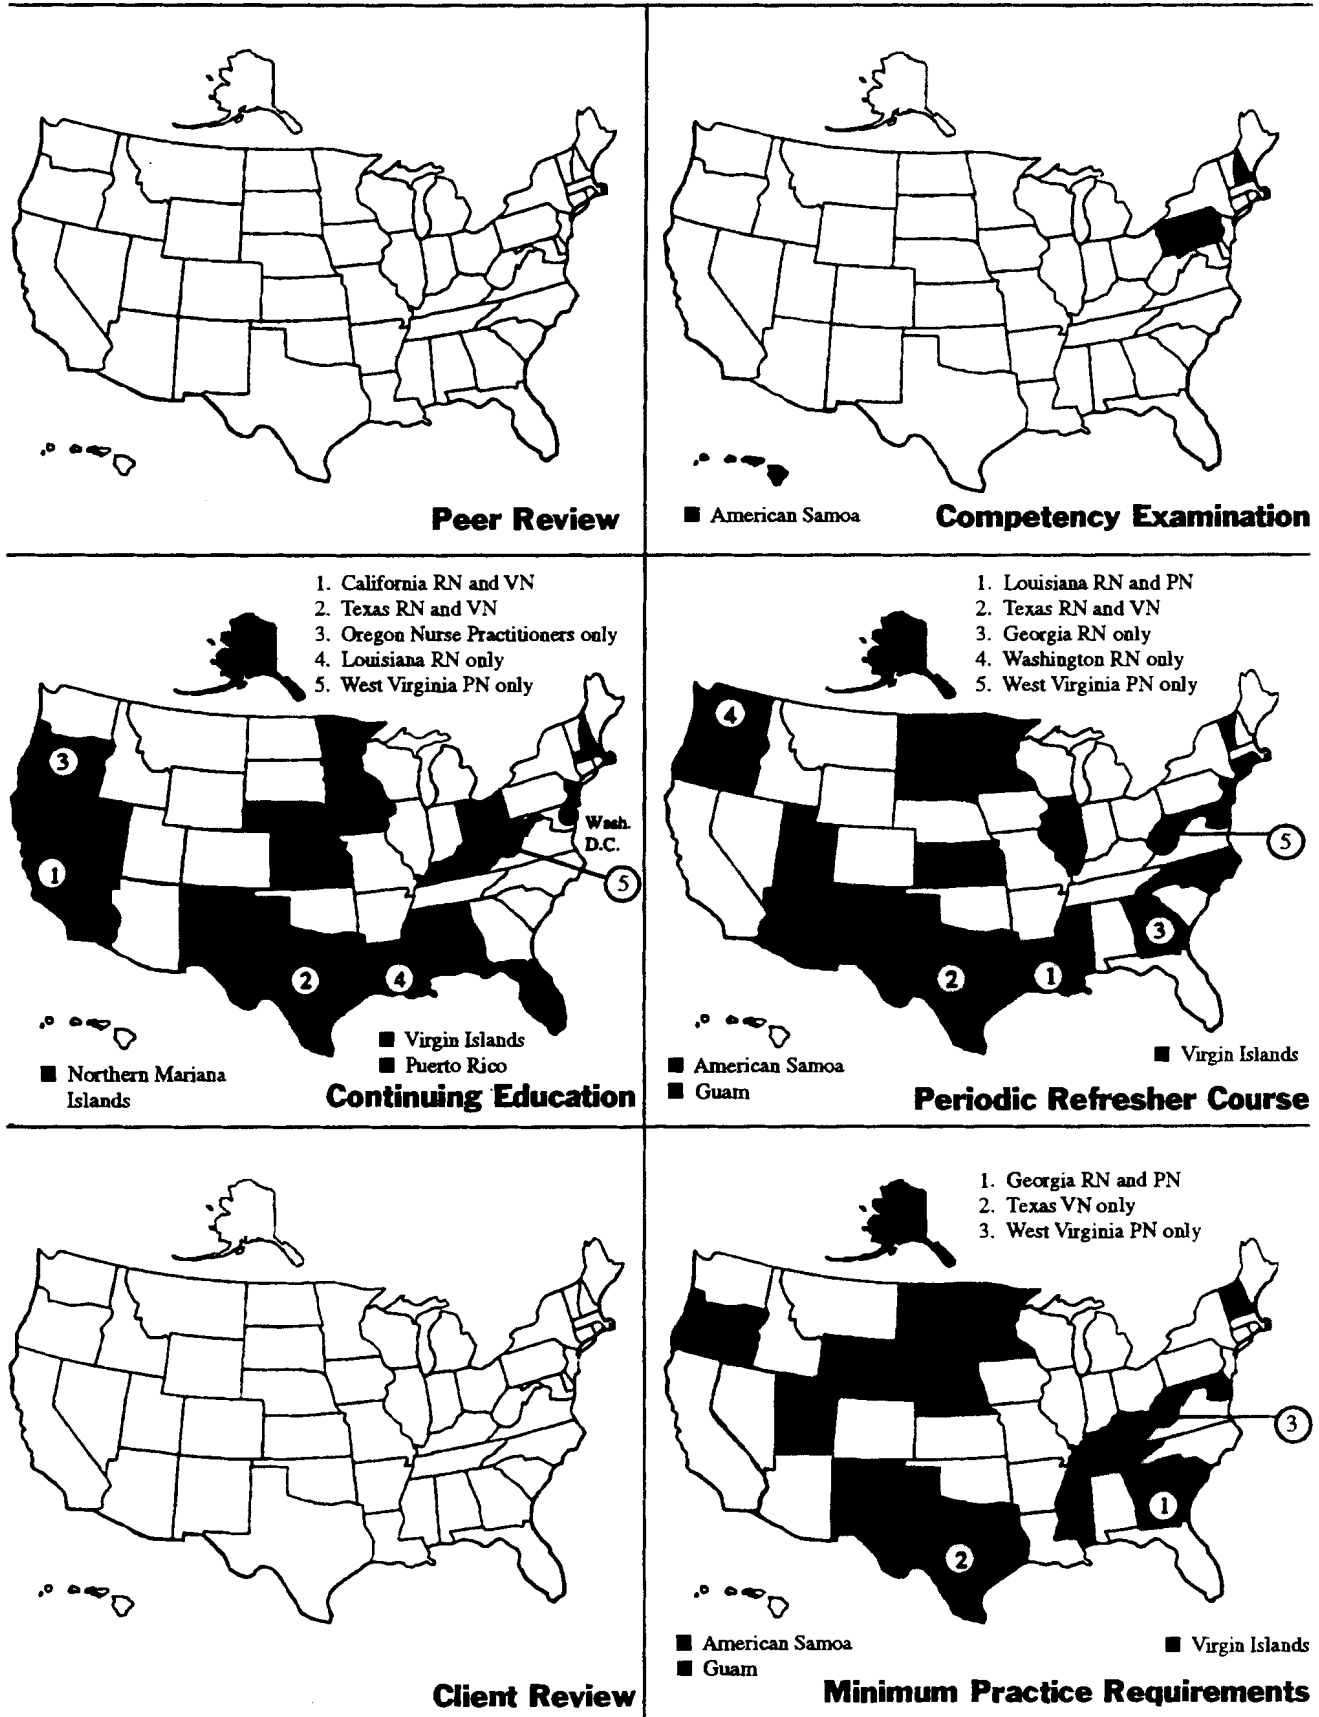 Peer Review
■ American Samoa
Competency Examination
1. California RN and VN
2. Texas RN and VN
3. Oregon Nurse Practitioners only
4. Louisiana RN only
5. West Virginia PN only
3
Wash.
D.C.
1
5
2
4
■ Virgin Islands
■ Puerto Rico
■ Northern Mariana
Islands
Continuing Education
1. Louisiana RN and PN
2. Texas RN and VN
3. Georgia RN only
4. Washington RN only
5. West Virginia PN only
4
5
3
2
1
■ Virgin Islands
■ American Samoa
■ Guam
Periodic Refresher Course
Client Review
1. Georgia RN and PN
2. Texas VN only
3. West Virginia PN only
3
1
2
■ American Samoa
■ Guam
■ Virgin Islands
Minimum Practice Requirements